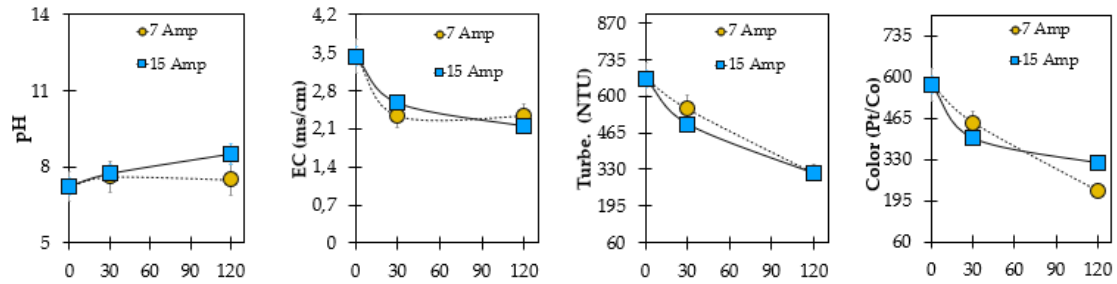 pH
14
11
8
5
0 30 60 90 120
7 Amp
15 Amp
EC (ms/cm)
4,2
3,5
2,8
2,1
1,4
0,7
0
0 30 60 90 120
7 Amp
15 Amp
Turbe. (NTU)
870
735
600
465
330
195
60
0 30 60 90 120
7 Amp
15 Amp
Color (Pt/Co)
735
600
465
330
195
60
0 30 60 90 120
7 Amp
15 Amp